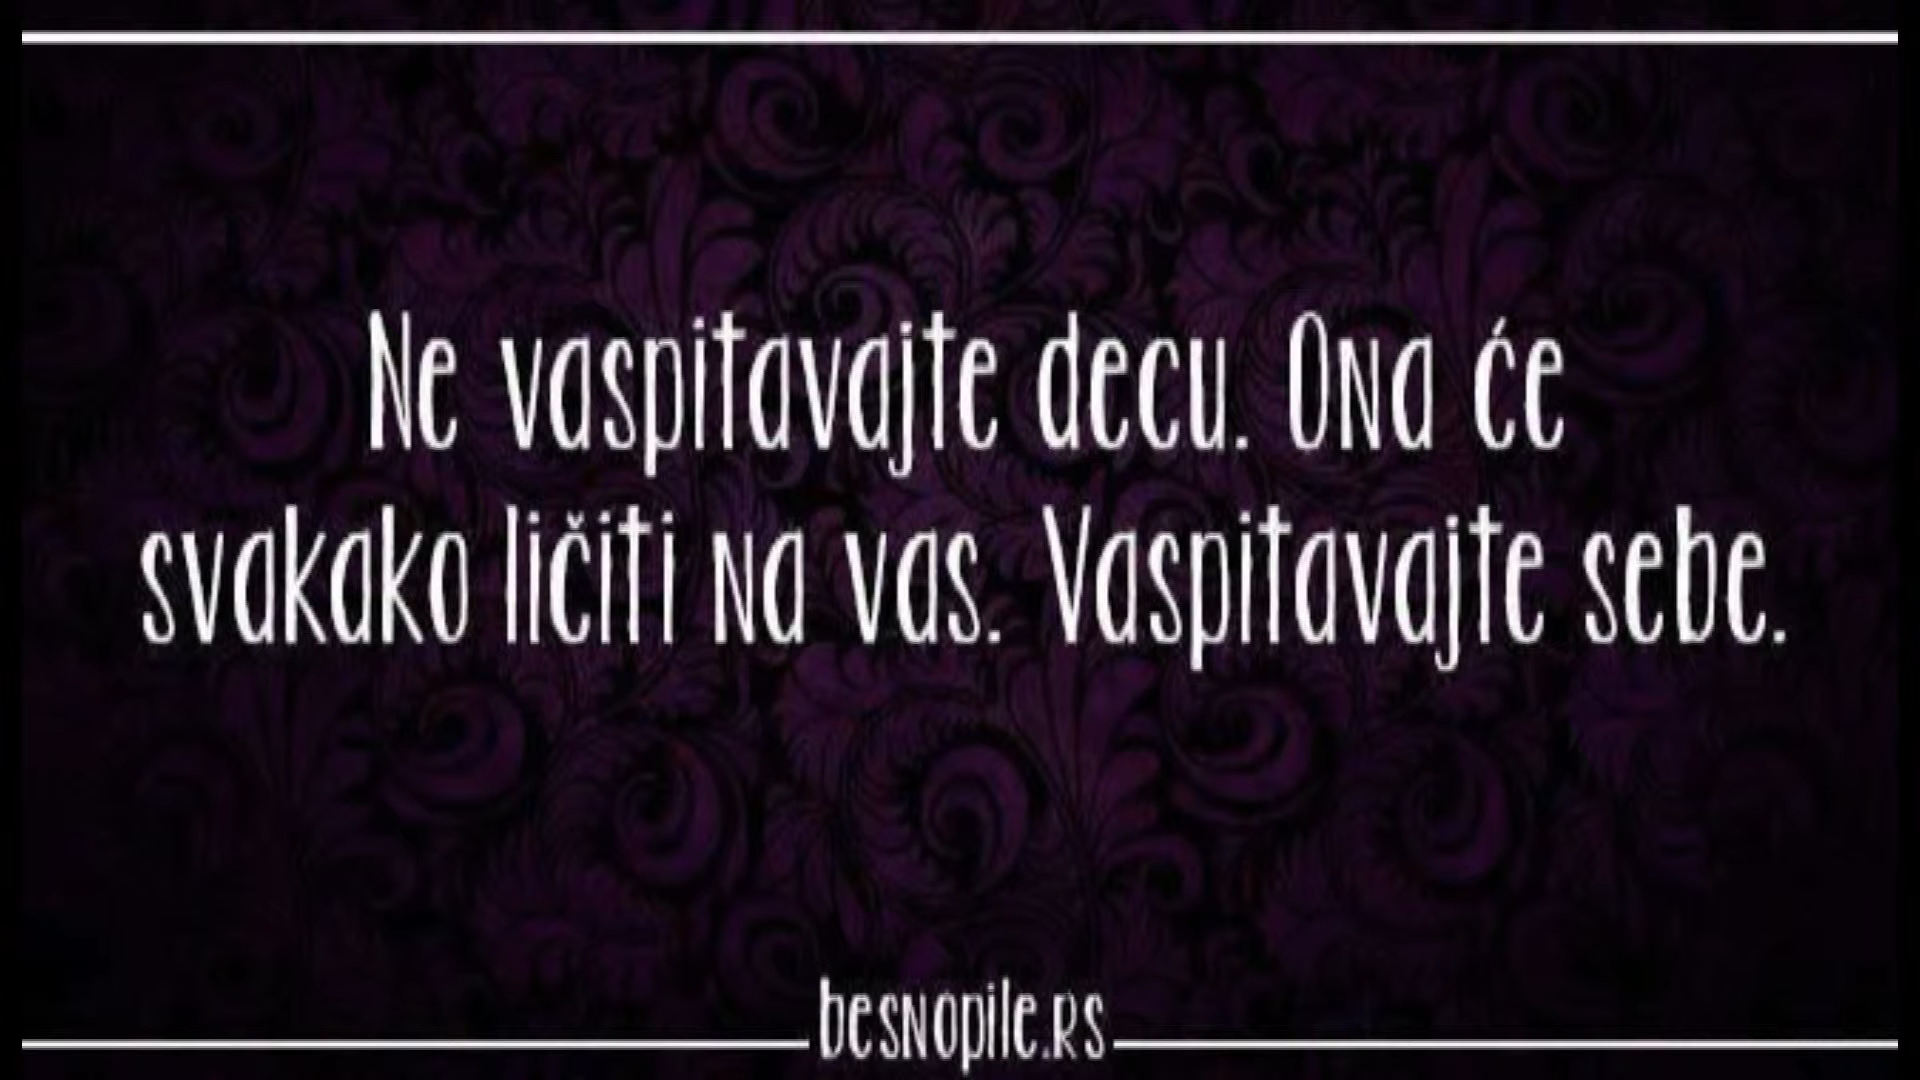 Ne vaspitavajte decu. Ona će
svakako ličiti na vas. Vaspitavajte sebe.
besnopile.rs